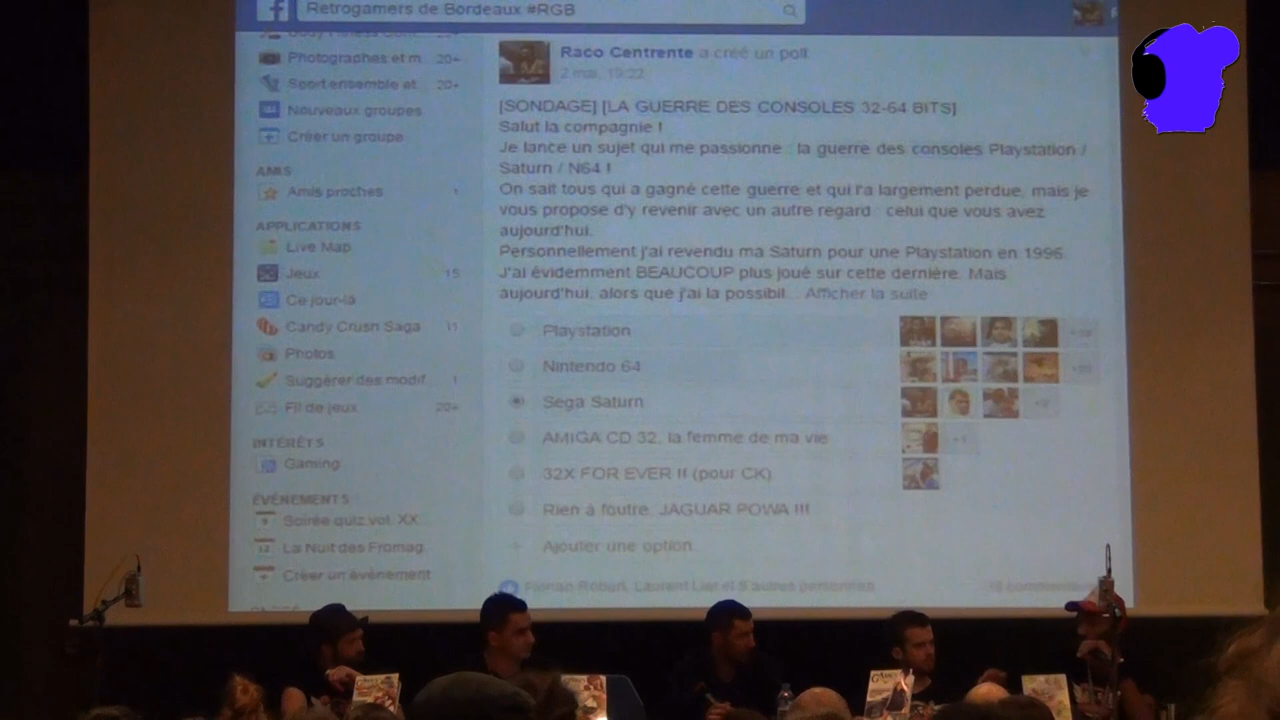 Retrogamers de Bordeaux #RGB
Photographes et m... 20+
Sport ensemble et... 20+
Nouveaux groupes
Créer un groupe
AMIS
Amis proches 1
APPLICATIONS
Live Map
Jeux 15
Ce jour-là
Candy Crush Saga 11
Photos
Suggérer des modif... 1
Fil de jeux 20+
INTÉRÊTS
Gaming
ÉVÉNEMENTS
Soirée quiz vol. XX...
La Nuit des Fromag...
Créer un événement
Raco Centrente a créé un poll.
2 mai, 19:22
[SONDAGE] [LA GUERRE DES CONSOLES 32-64 BITS]
Salut la compagnie !
Je lance un sujet qui me passionne : la guerre des consoles Playstation /
Saturn / N64 !
On sait tous qui a gagné cette guerre et qui l'a largement perdue, mais je
vous propose d'y revenir avec un autre regard : celui que vous avez
aujourd'hui.
Personnellement j'ai revendu ma Saturn pour une Playstation en 1996.
J'ai évidemment BEAUCOUP plus joué sur cette dernière. Mais
aujourd'hui, alors que j'ai la possibil... Afficher la suite
Playstation
Nintendo 64
Sega Saturn
AMIGA CD 32, la femme de ma vie
32X FOR EVER !! (pour CK)
Rien à foutre, JAGUAR POWA !!!
+ Ajouter une option...
Laurent et 8 autres personnes